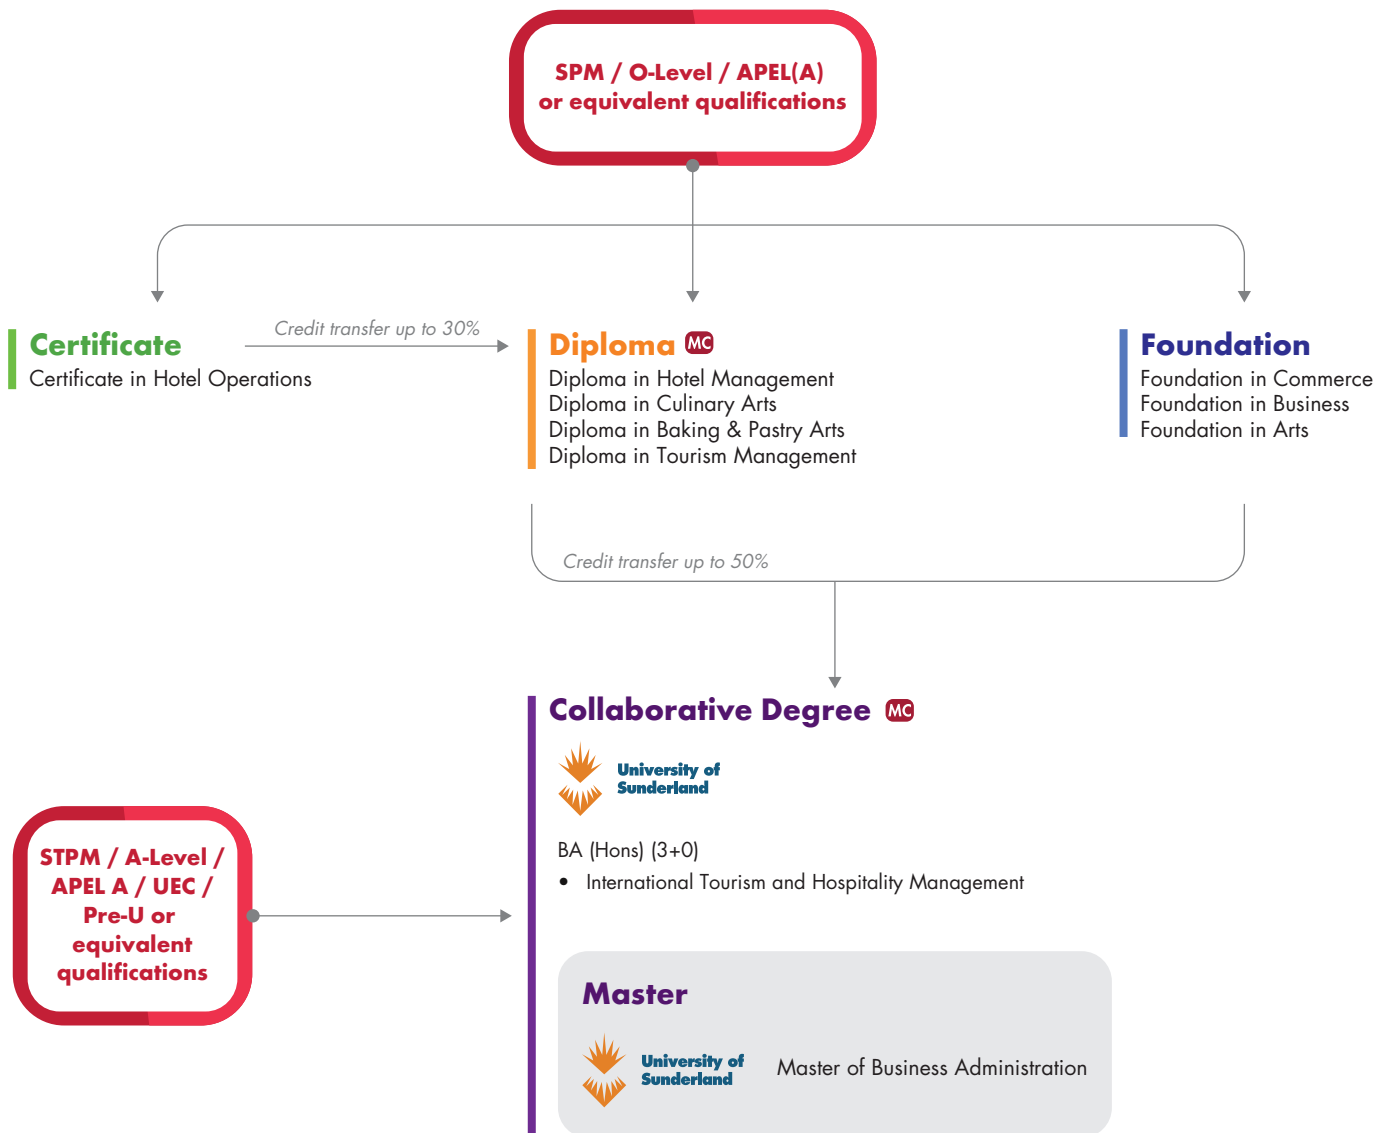 SPM / O-Level / APEL(A)
or equivalent qualifications
Certificate
Certificate in Hotel Operations
Credit transfer up to 30%
Diploma MC
Diploma in Hotel Management
Diploma in Culinary Arts
Diploma in Baking & Pastry Arts
Diploma in Tourism Management
Foundation
Foundation in Commerce
Foundation in Business
Foundation in Arts
Credit transfer up to 50%
Collaborative Degree MC
University of
Sunderland
BA (Hons) (3+0)
• International Tourism and Hospitality Management
STPM / A-Level /
APEL A / UEC /
Pre-U or
equivalent
qualifications
Master
University of
Sunderland
Master of Business Administration